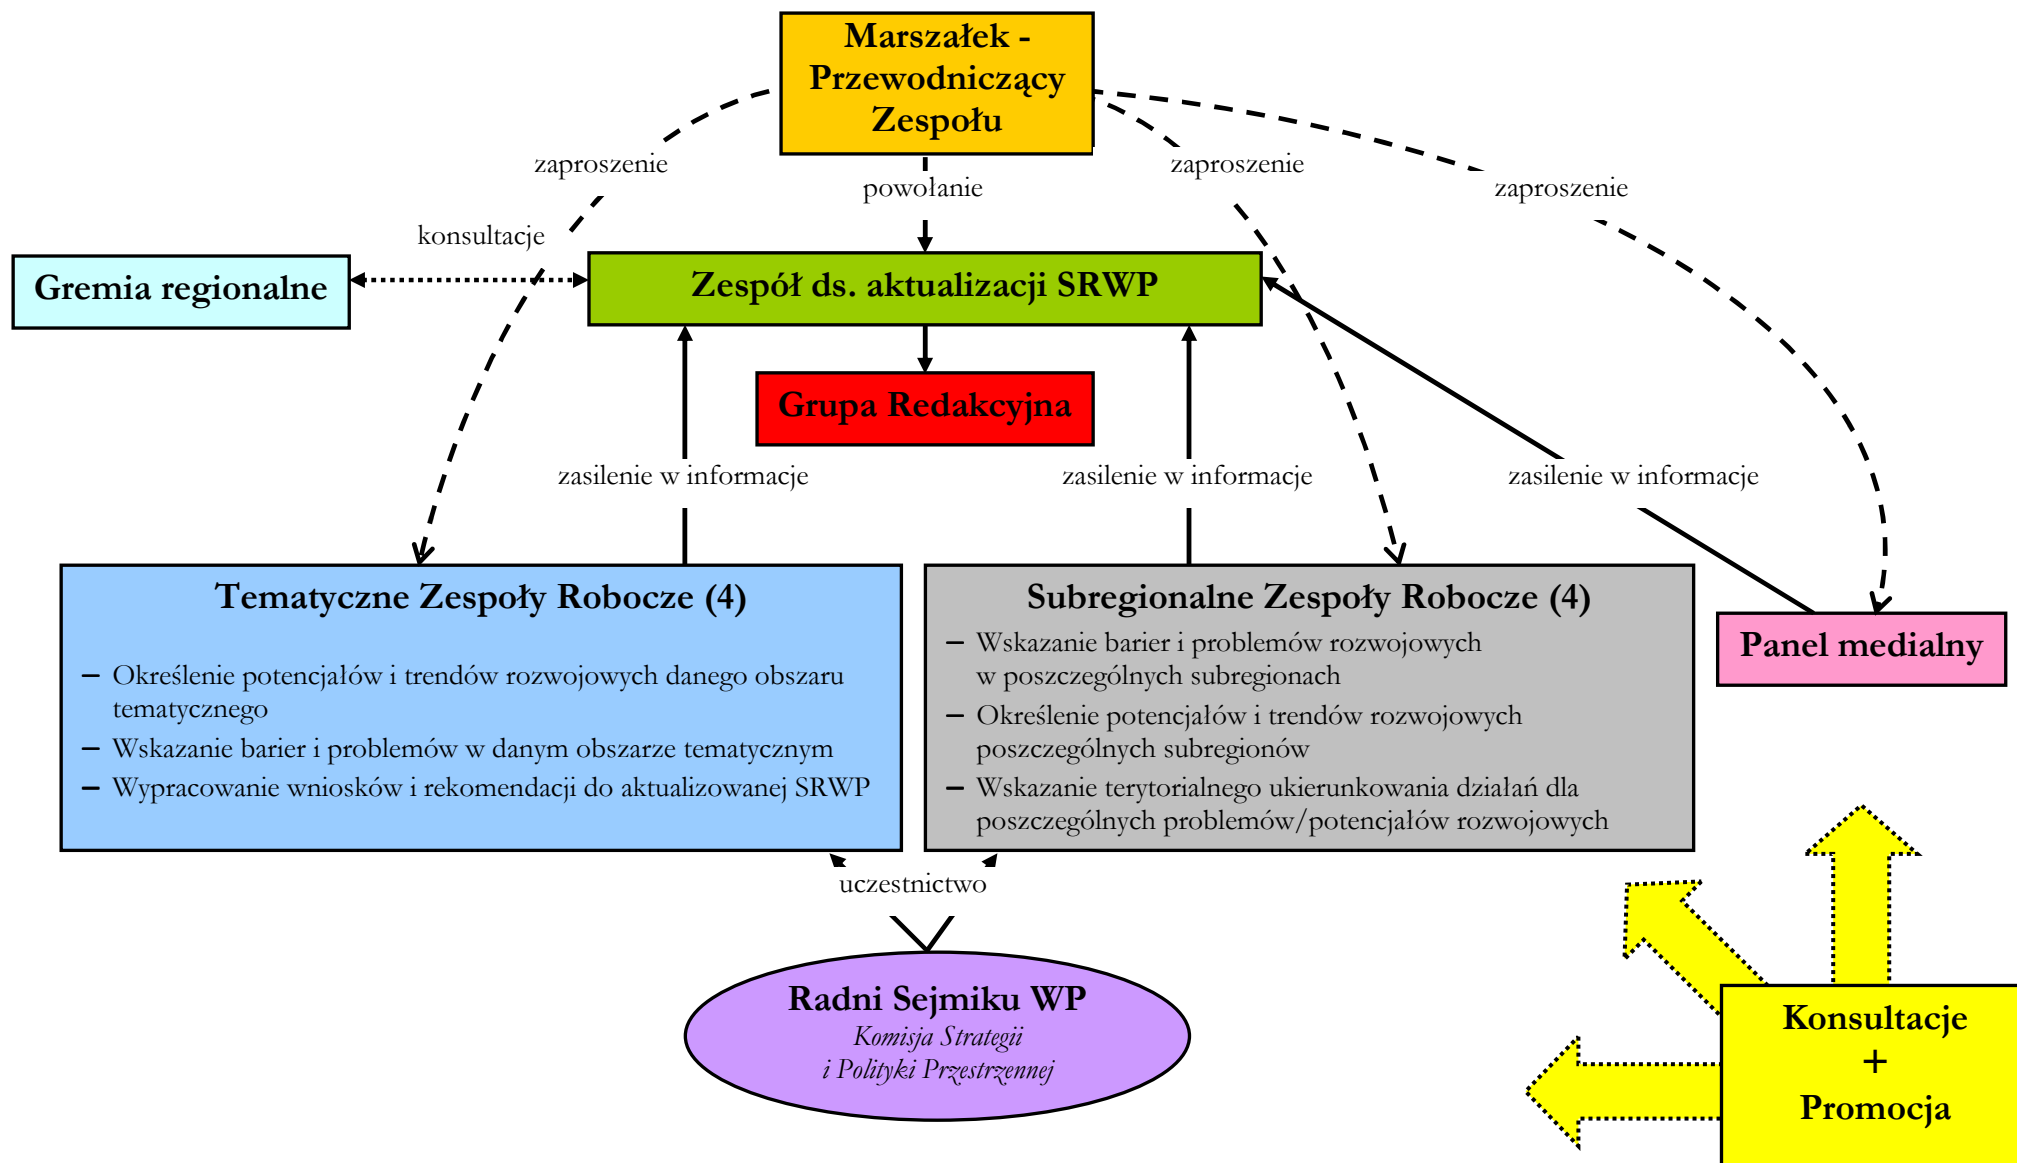 Marszałek -
Przewodniczący
Zespołu
zaproszenie
powołanie
zaproszenie
zaproszenie
konsultacje
Gremia regionalne
Zespół ds. aktualizacji SRWP
Grupa Redakcyjna
zasilenie w informacje
zasilenie w informacje
zasilenie w informacje
Tematyczne Zespoły Robocze (4)
– Określenie potencjałów i trendów rozwojowych danego obszaru
tematycznego
– Wskazanie barier i problemów w danym obszarze tematycznym
– Wypracowanie wniosków i rekomendacji do aktualizowanej SRWP
Subregionalne Zespoły Robocze (4)
– Wskazanie barier i problemów rozwojowych
w poszczególnych subregionach
– Określenie potencjałów i trendów rozwojowych
poszczególnych subregionów
– Wskazanie terytorialnego ukierunkowania działań dla
poszczególnych problemów/potencjałów rozwojowych
Panel medialny
uczestnictwo
Radni Sejmiku WP
Komisja Strategii
i Polityki Przestrzennej
Konsultacje
+
Promocja